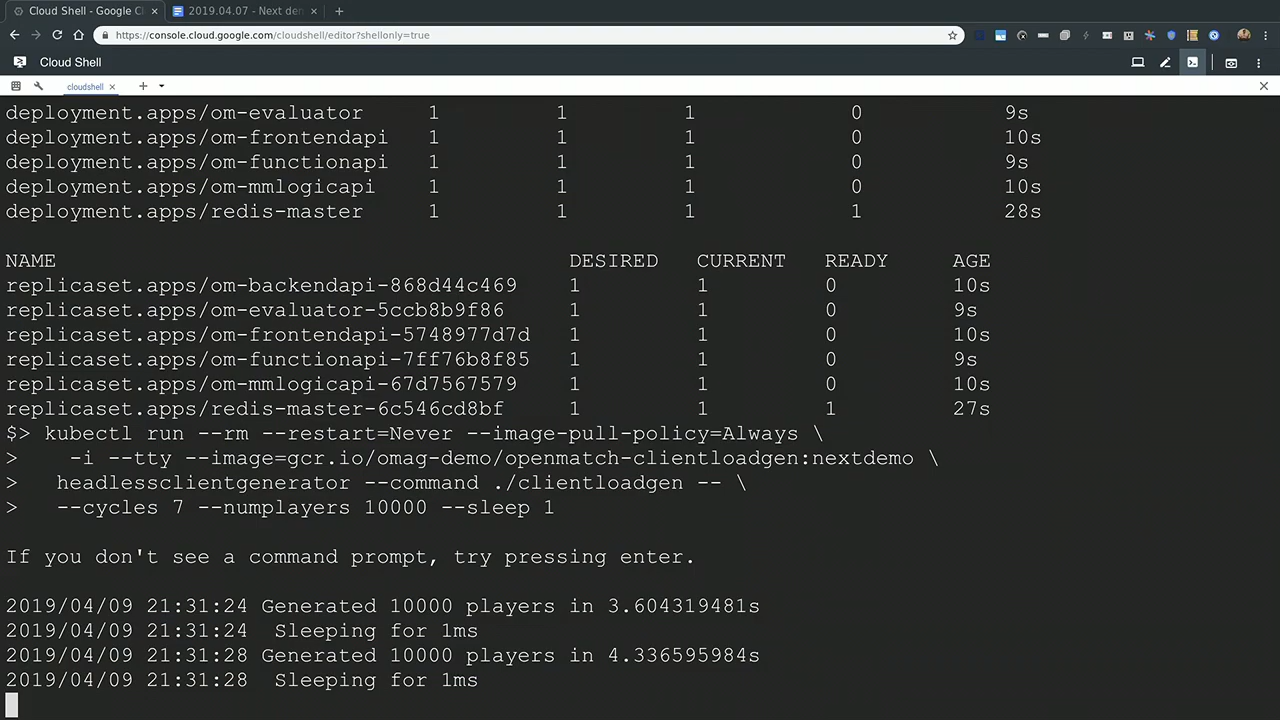 Cloud Shell - Google Cl
2019.04.07 - Next den
https://console.cloud.google.com/cloudshell/editor?shellonly=true
Cloud Shell
cloudshell
deployment.apps/om-evaluator 1 1 1 0 9s
deployment.apps/om-frontendapi 1 1 1 0 10s
deployment.apps/om-functionapi 1 1 1 0 9s
deployment.apps/om-mmlogicapi 1 1 1 0 10s
deployment.apps/redis-master 1 1 1 1 28s
NAME DESIRED CURRENT READY AGE
replicaset.apps/om-backendapi-868d44c469 1 1 0 10s
replicaset.apps/om-evaluator-5ccb8b9f86 1 1 0 9s
replicaset.apps/om-frontendapi-5748977d7d 1 1 0 10s
replicaset.apps/om-functionapi-7ff76b8f85 1 1 0 9s
replicaset.apps/om-mmlogicapi-67d7567579 1 1 0 10s
replicaset.apps/redis-master-6c546cd8bf 1 1 1 27s
$> kubectl run --rm --restart=Never --image-pull-policy=Always \
> -i --tty --image=gcr.io/omag-demo/openmatch-clientloadgen:nextdemo \
> headlessclientgenerator --command ./clientloadgen -- \
> --cycles 7 --numplayers 10000 --sleep 1
If you don't see a command prompt, try pressing enter.
2019/04/09 21:31:24 Generated 10000 players in 3.604319481s
2019/04/09 21:31:24 Sleeping for 1ms
2019/04/09 21:31:28 Generated 10000 players in 4.336595984s
2019/04/09 21:31:28 Sleeping for 1ms